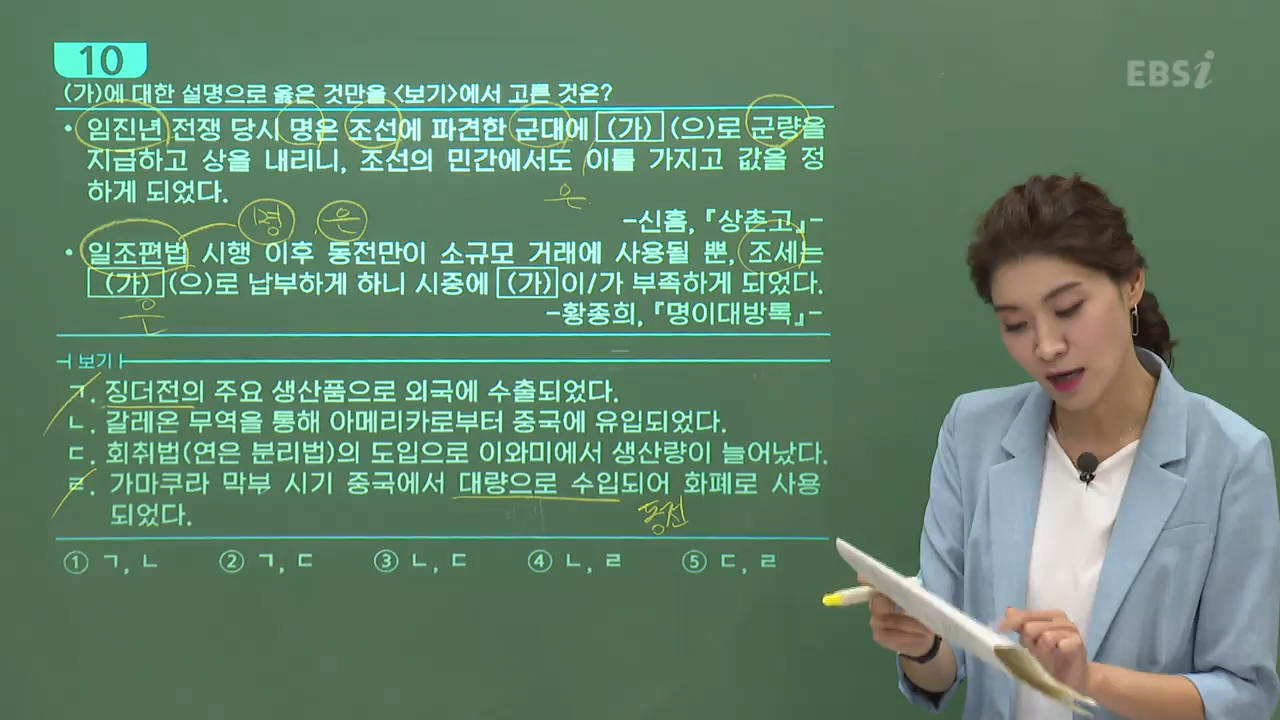 10
EBSi
(가)에 대한 설명으로 옳은 것만을 <보기>에서 고른 것은?
• 임진년 전쟁 당시 명은 조선에 파견한 군대에 (가) (으)로 군량을
지급하고 상을 내리니, 조선의 민간에서도 이를 가지고 값을 정
하게 되었다.
은
-신흠, 『상촌고』-
명, 은
• 일조편법 시행 이후 동전만이 소규모 거래에 사용될 뿐, 조세는
(가) (으)로 납부하게 하니 시중에 (가) 이/가 부족하게 되었다.
은
-황종희, 『명이대방록』-
보기
ㄱ. 징더전의 주요 생산품으로 외국에 수출되었다.
ㄴ. 갈레온 무역을 통해 아메리카로부터 중국에 유입되었다.
ㄷ. 회취법(연은 분리법)의 도입으로 이와미에서 생산량이 늘어났다.
ㄹ. 가마쿠라 막부 시기 중국에서 대량으로 수입되어 화폐로 사용
되었다.
동전
① ㄱ, ㄴ ② ㄱ, ㄷ ③ ㄴ, ㄷ ④ ㄴ, ㄹ ⑤ ㄷ, ㄹ